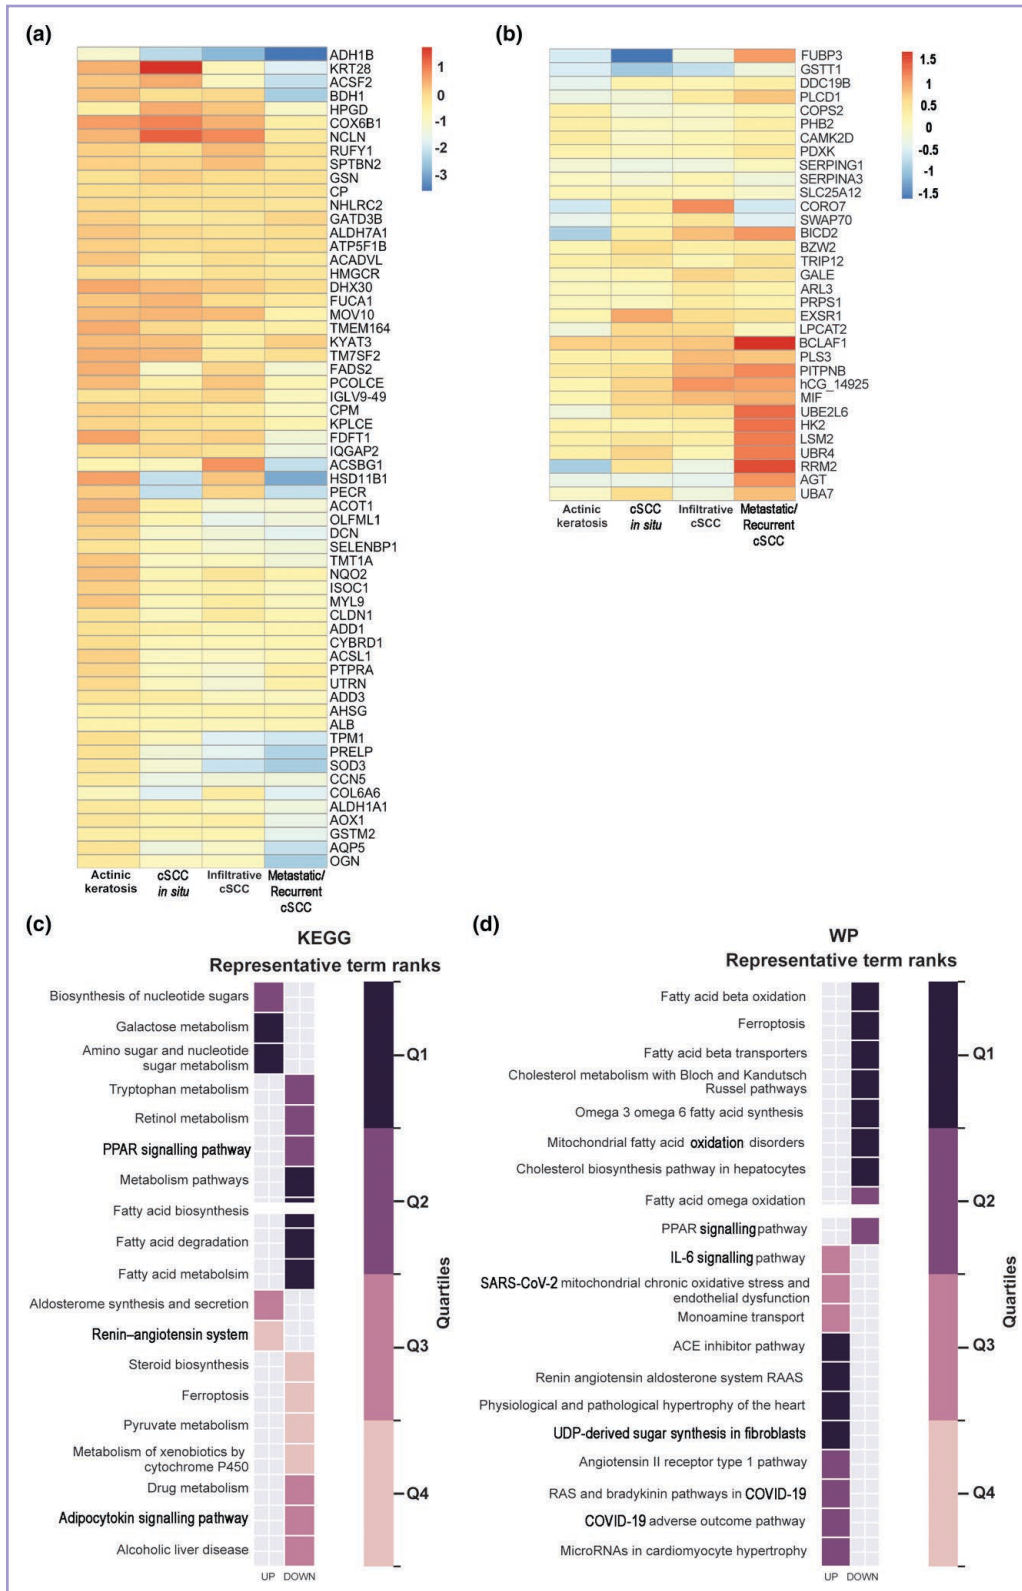 (a)
ADH1B
KRT28
ACSF2
BDH1
HPGD
COX6B1
NCLN
RUFY1
SPTBN2
GSN
CP
NHLRC2
GATD3B
ALDH7A1
ATP5F1B
ACADVL
HMGCR
DHX30
FUCA1
MOV10
TMEM164
KYAT3
TM7SF2
FADS2
PCOLCE
IGLV9-49
CPM
KPLCE
FDFT1
IQGAP2
ACSBG1
HSD11B1
PECR
ACOT1
OLFML1
DCN
SELENBP1
TMT1A
NQO2
ISOC1
MYL9
CLDN1
ADD1
CYBRD1
ACSL1
PTPRA
UTRN
ADD3
AHSG
ALB
TPM1
PRELP
SOD3
CCN5
COL6A6
ALDH1A1
AOX1
GSTM2
AQP5
OGN
1
0
-1
-2
-3
Actinic
keratosis
cSCC
in situ
Infiltrative
cSCC
Metastatic/
Recurrent
cSCC
(b)
FUBP3
GSTT1
DDC19B
PLCD1
COPS2
PHB2
CAMK2D
PDXK
SERPING1
SERPINA3
SLC25A12
CORO7
SWAP70
BICD2
BZW2
TRIP12
GALE
ARL3
PRPS1
EXSR1
LPCAT2
BCLAF1
PLS3
PITPNB
hCG_14925
MIF
UBE2L6
HK2
LSM2
UBR4
RRM2
AGT
UBA7
1.5
1
0.5
0
-0.5
-1
-1.5
Actinic
keratosis
cSCC
in situ
Infiltrative
cSCC
Metastatic/
Recurrent
cSCC
(c)
KEGG
Representative term ranks
Biosynthesis of nucleotide sugars
Galactose metabolism
Amino sugar and nucleotide
sugar metabolism
Tryptophan metabolism
Retinol metabolism
PPAR signalling pathway
Metabolism pathways
Fatty acid biosynthesis
Fatty acid degradation
Fatty acid metabolsim
Aldosterome synthesis and secretion
Renin–angiotensin system
Steroid biosynthesis
Ferroptosis
Pyruvate metabolism
Metabolism of xenobiotics by
cytochrome P450
Drug metabolism
Adipocytokin signalling pathway
Alcoholic liver disease
UP DOWN
Q1
Q2
Q3
Q4
Quartiles
(d)
WP
Representative term ranks
Fatty acid beta oxidation
Ferroptosis
Fatty acid beta transporters
Cholesterol metabolism with Bloch and Kandutsch
Russel pathways
Omega 3 omega 6 fatty acid synthesis
Mitochondrial fatty acid oxidation disorders
Cholesterol biosynthesis pathway in hepatocytes
Fatty acid omega oxidation
PPAR signalling pathway
IL-6 signalling pathway
SARS-CoV-2 mitochondrial chronic oxidative stress and
endothelial dysfunction
Monoamine transport
ACE inhibitor pathway
Renin angiotensin aldosterone system RAAS
Physiological and pathological hypertrophy of the heart
UDP-derived sugar synthesis in fibroblasts
Angiotensin II receptor type 1 pathway
RAS and bradykinin pathways in COVID-19
COVID-19 adverse outcome pathway
MicroRNAs in cardiomyocyte hypertrophy
UP DOWN
Q1
Q2
Q3
Q4
Quartiles